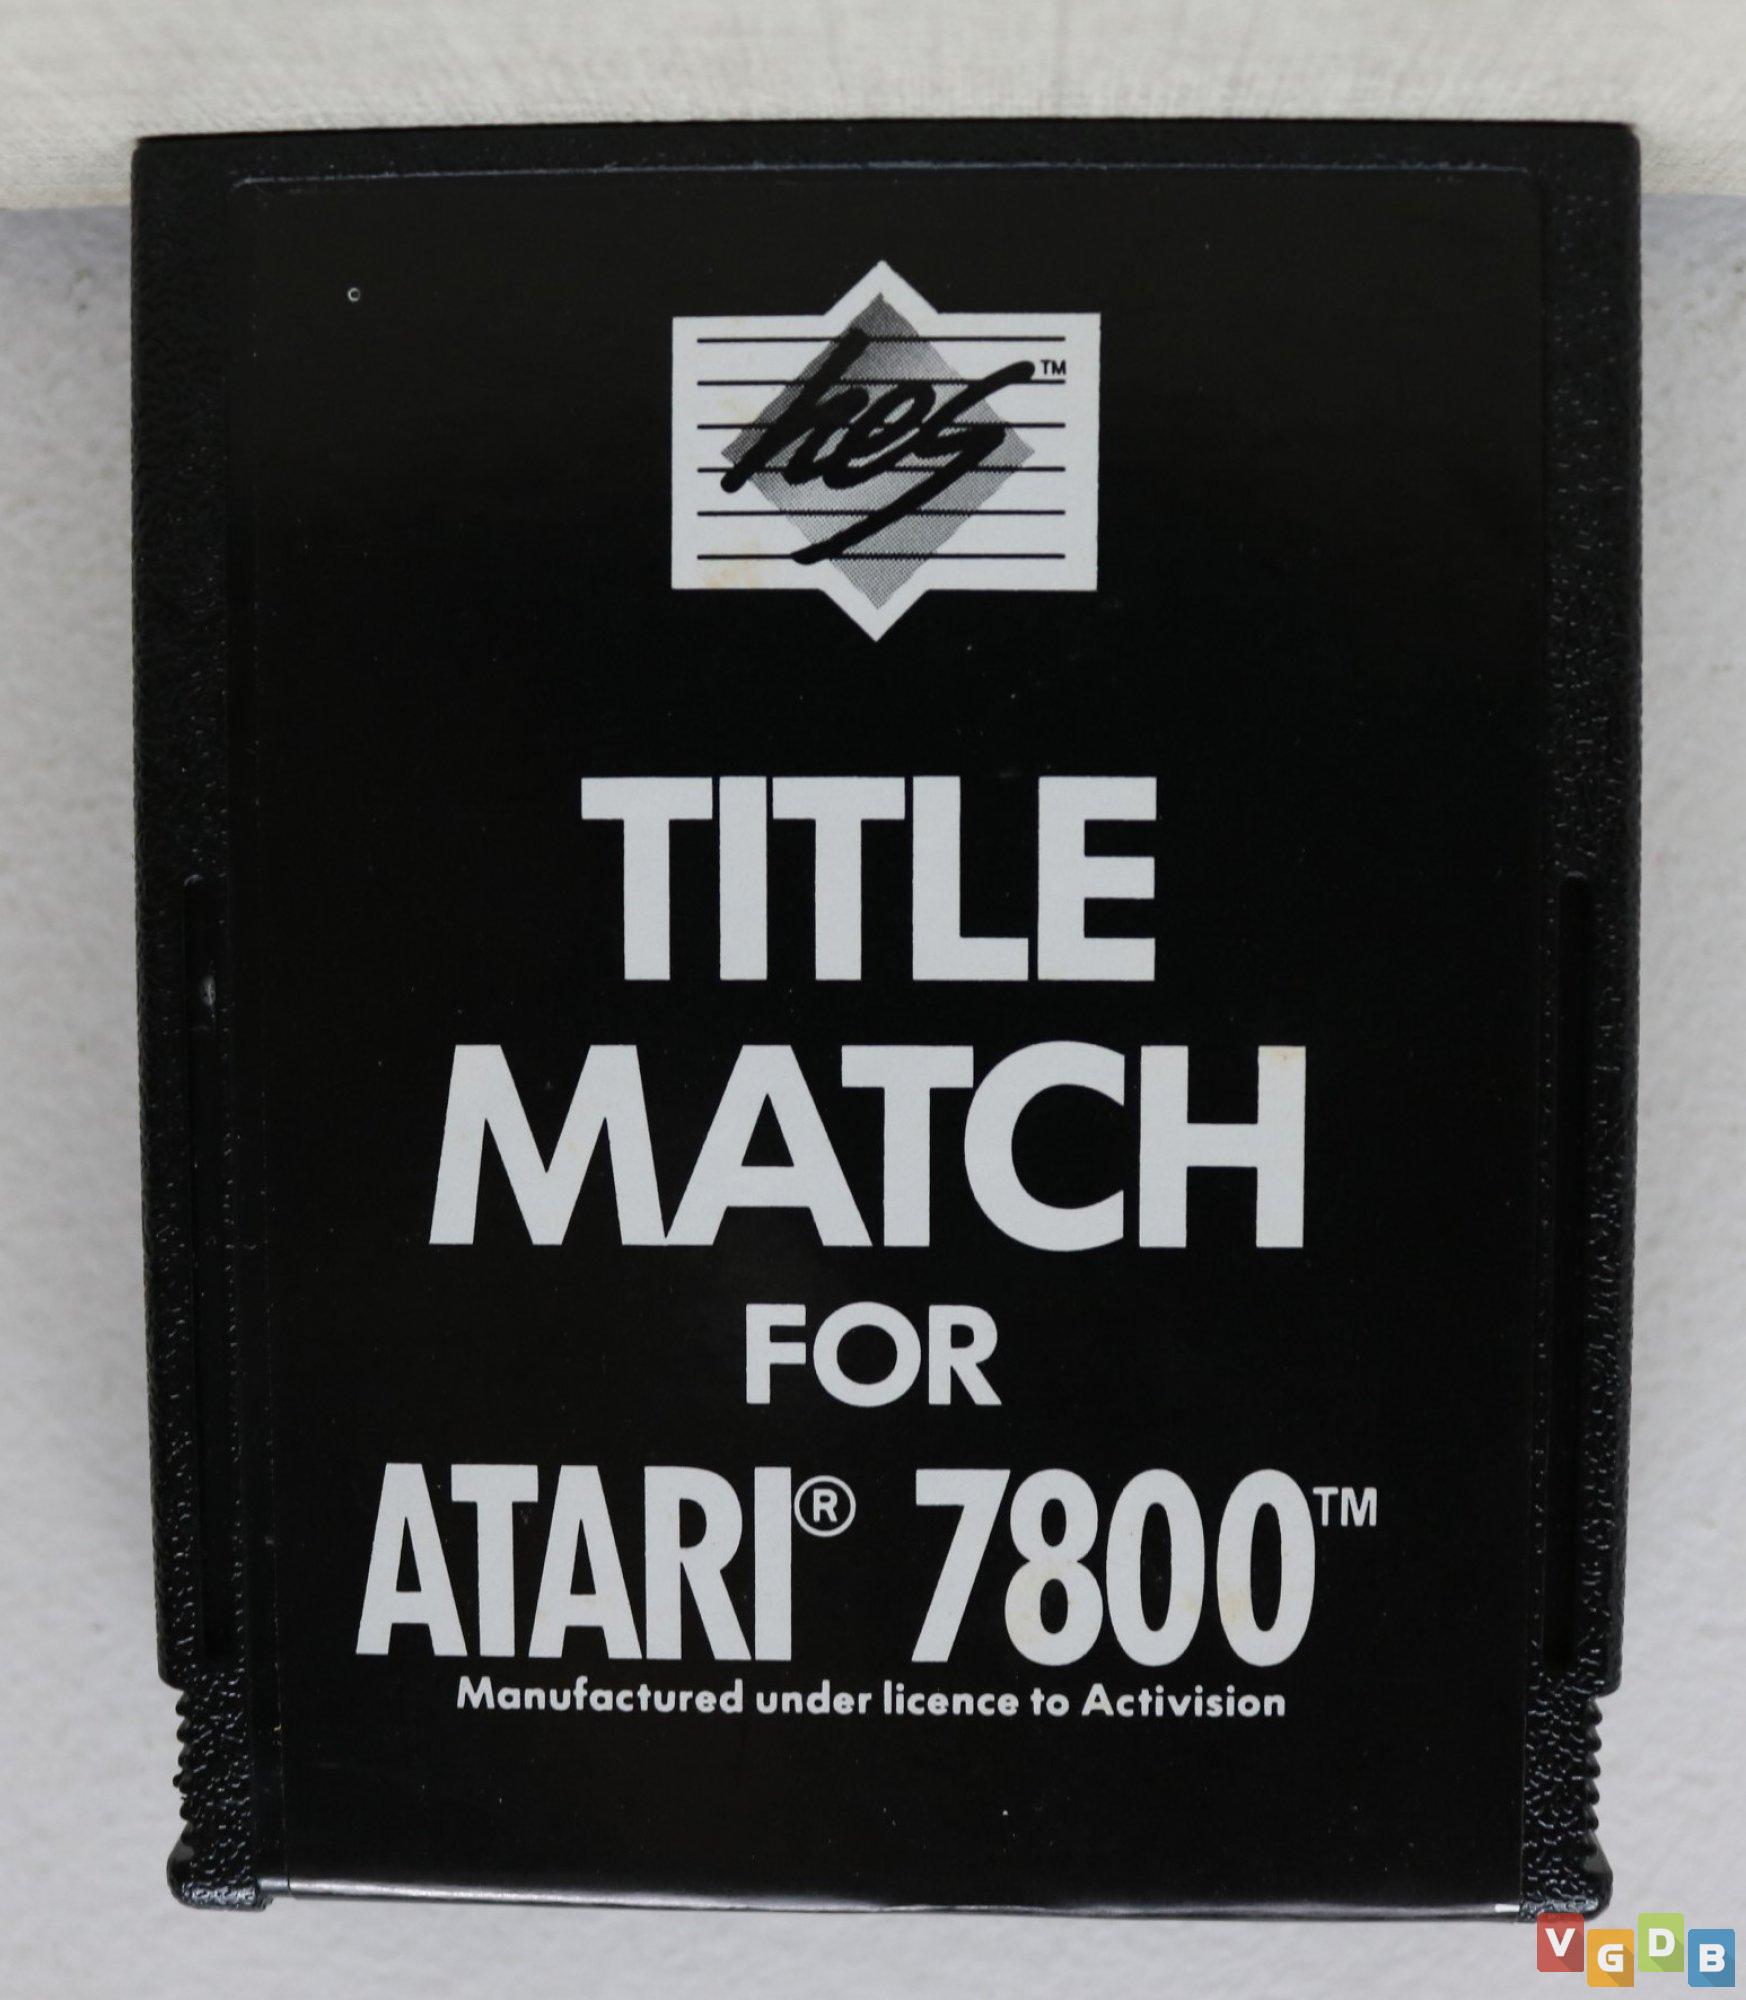 hes™
TITLE
MATCH
FOR
ATARI® 7800™
Manufactured under licence to Activision
VGDB